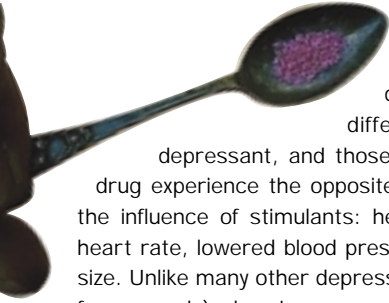 depressant, and those
drug experience the opposite
the influence of stimulants: he
heart rate, lowered blood pres
size. Unlike many other depress